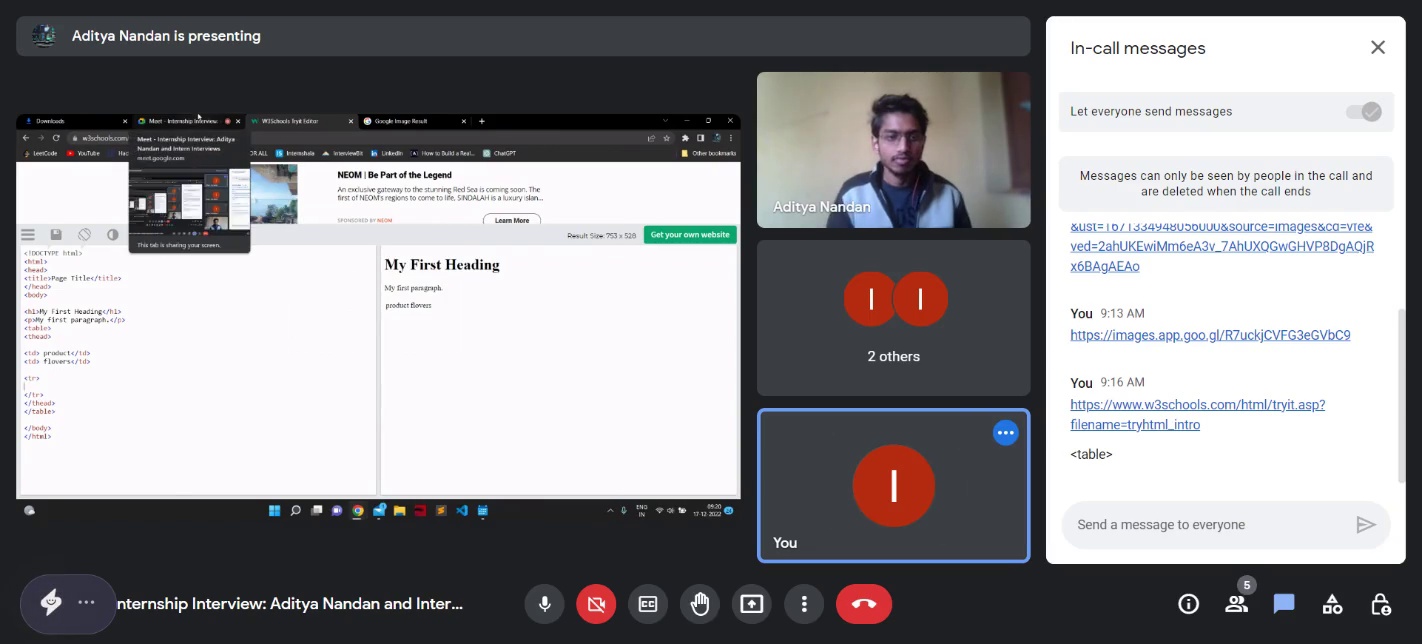 Aditya Nandan is presenting
Downloads
Meet - Internship Interview:
W3Schools Tryit Editor
Google Image Result
w3schools.com
Meet - Internship Interview: Aditya
Nandan and Intern Interviews
meet.google.com
This tab is sharing your screen.
LeetCode
YouTube
Internshala
InterviewBit
LinkedIn
How to Build a Real...
ChatGPT
Other bookmarks
NEOM | Be Part of the Legend
An exclusive gateway to the stunning Red Sea is coming soon. The
first of NEOM's regions to come to life, SINDALAH is a luxury islan...
SPONSORED BY NEOM
Learn More
Result Size: 753 x 528
Get your own website
<!DOCTYPE html>
<html>
<head>
<title>Page Title</title>
</head>
<body>
<h1>My First Heading</h1>
<p>My first paragraph.</p>
<table>
<thead>
<td> product</td>
<td> flovers</td>
<tr>
</tr>
</thead>
</table>
</body>
</html>
My First Heading
My first paragraph.
product flovers
ENG
IN
09:20
17-12-2022
Aditya Nandan
I I
2 others
I
You
In-call messages
Let everyone send messages
Messages can only be seen by people in the call and
are deleted when the call ends
&ust=1671334948056000&source=images&cd=vfe&
ved=2ahUKEwiMm6eA3v_7AhUXQGwGHVP8DgAQjR
x6BAgAEAo
You 9:13 AM
https://images.app.goo.gl/R7uckjCVFG3eGVbC9
You 9:16 AM
https://www.w3schools.com/html/tryit.asp?
filename=tryhtml_intro
<table>
Send a message to everyone
nternship Interview: Aditya Nandan and Inter...
CC
5